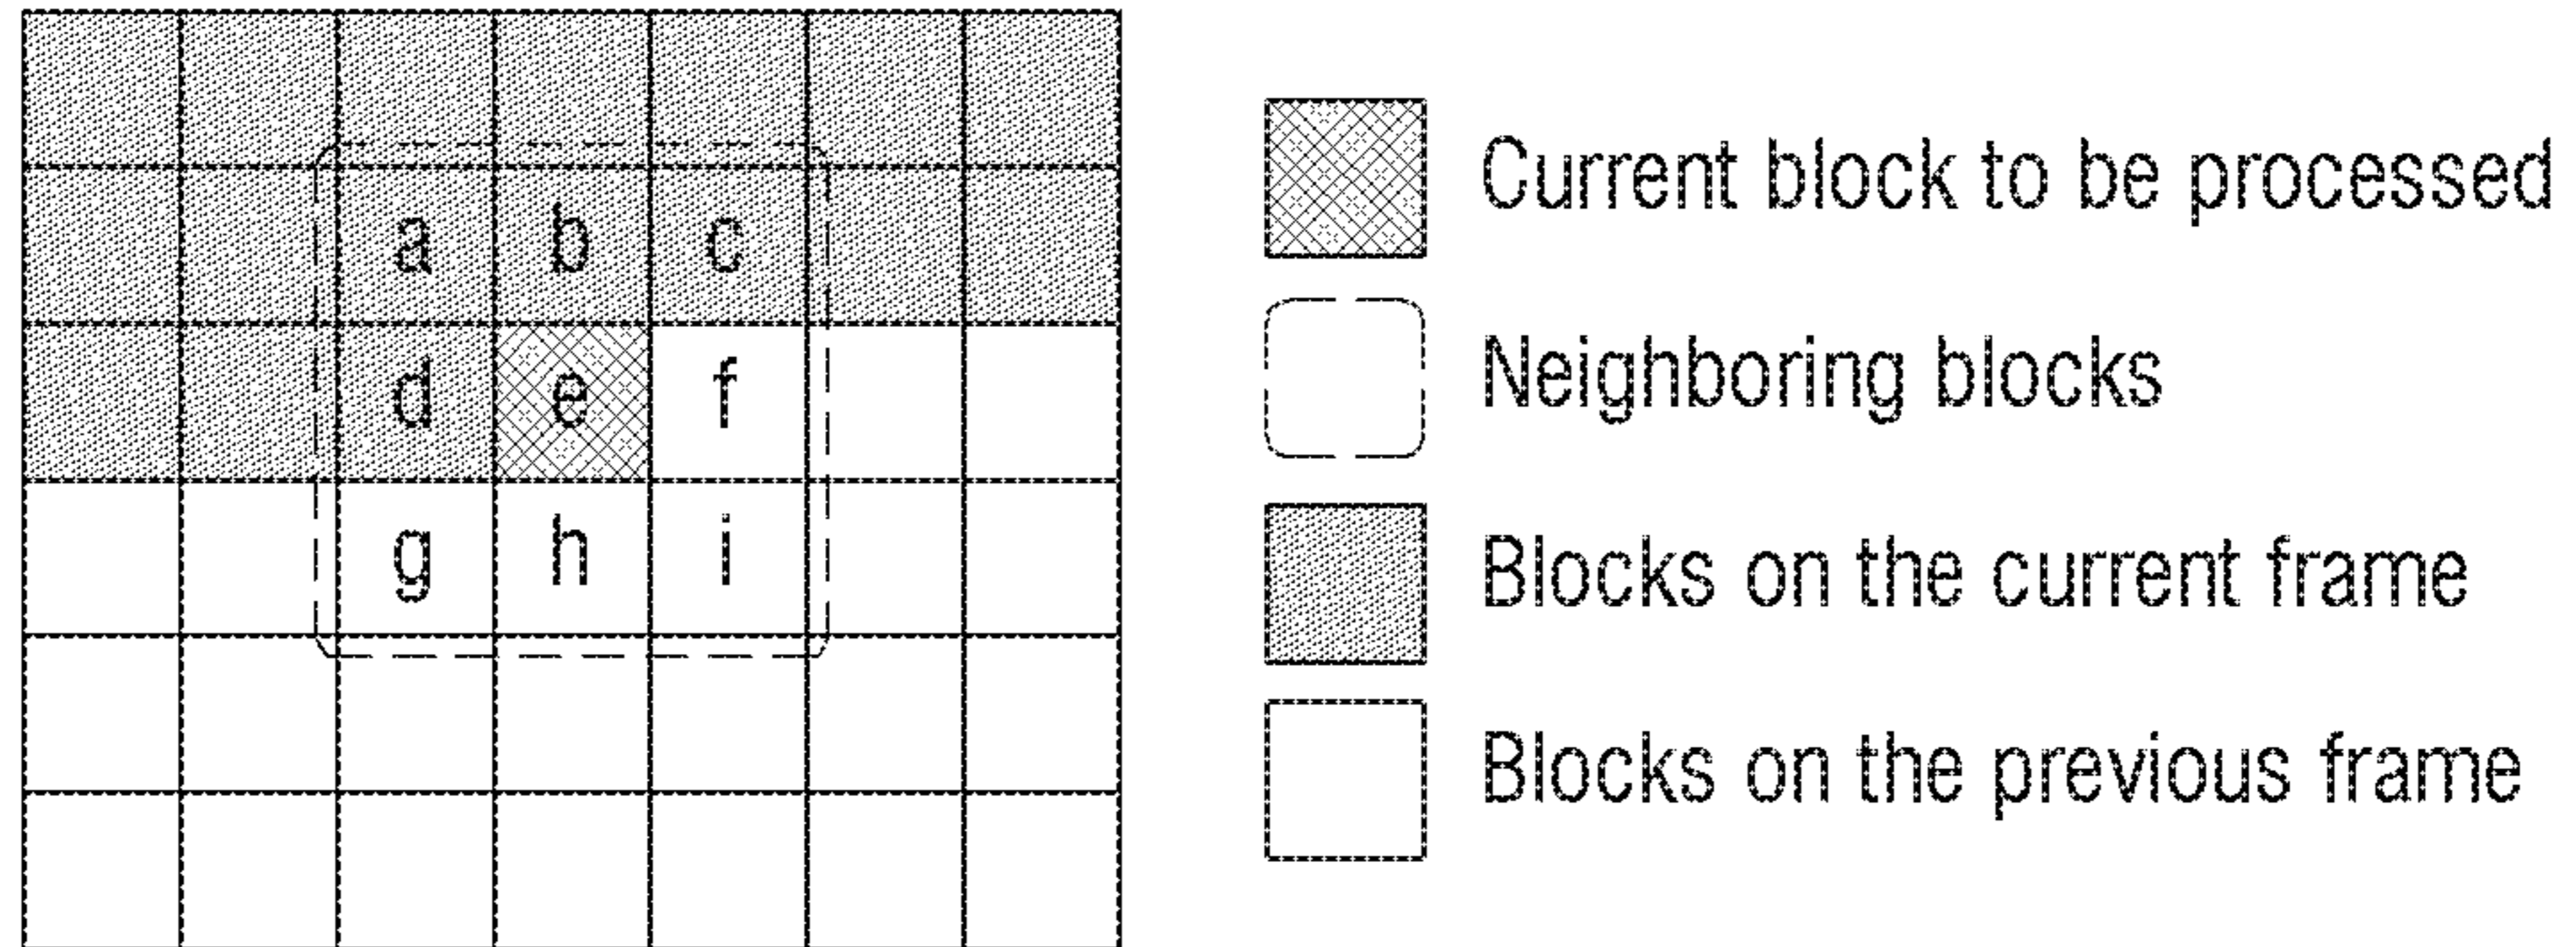 a b c
d e f
g h i
Current block to be processed
Neighboring blocks
Blocks on the current frame
Blocks on the previous frame